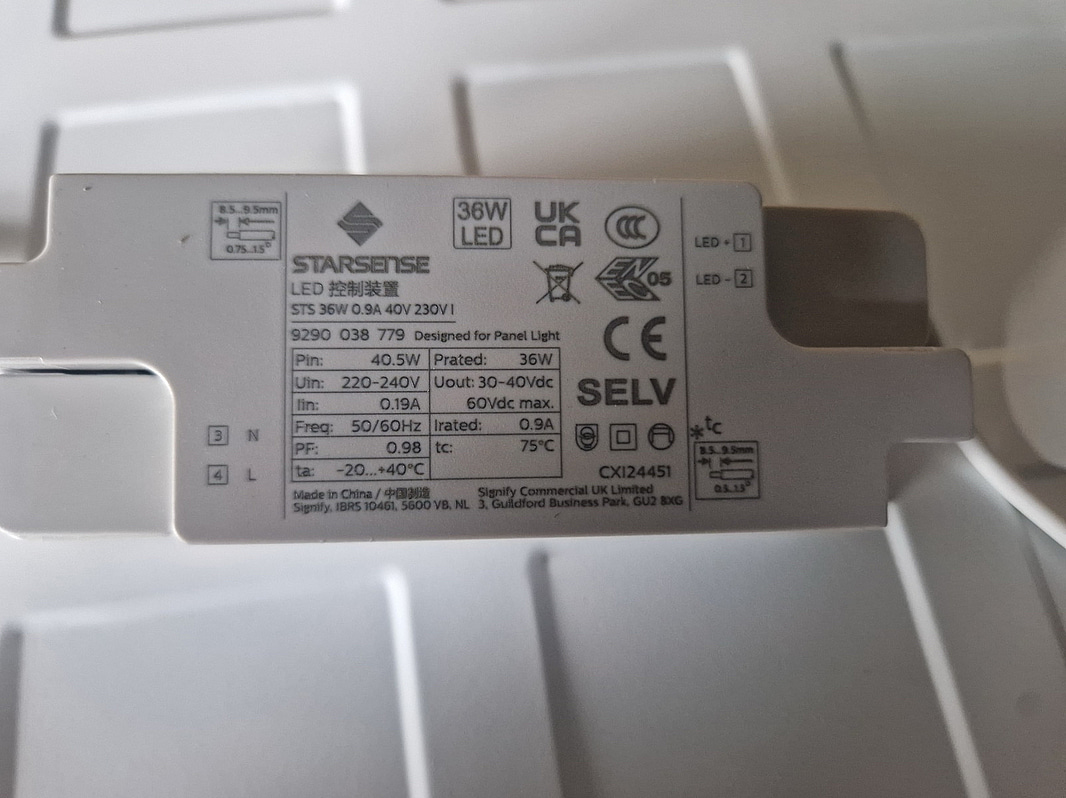 8.5...9.5mm
0.75...1.5
STARSENSE
LED 控制装置
STS 36W 0.9A 40V 230V I
9290 038 779 Designed for Panel Light
Pin: 40.5W Prated: 36W
Uin: 220-240V Uout: 30-40Vdc
Iin: 0.19A 60Vdc max.
Freq: 50/60Hz Irated: 0.9A
PF: 0.98 tc: 75°C
ta: -20...+40°C
Made in China / 中国制造
Signify, IBRS 10461, 5600 VB, NL
Signify Commercial UK Limited
3, Guildford Business Park, GU2 8XG
36W
LED
UK
CA
CCC
ENEC 05
CE
SELV
CXI24451
LED + 1
LED - 2
3 N
4 L
*tc
8.5...9.5mm
0.5...1.5